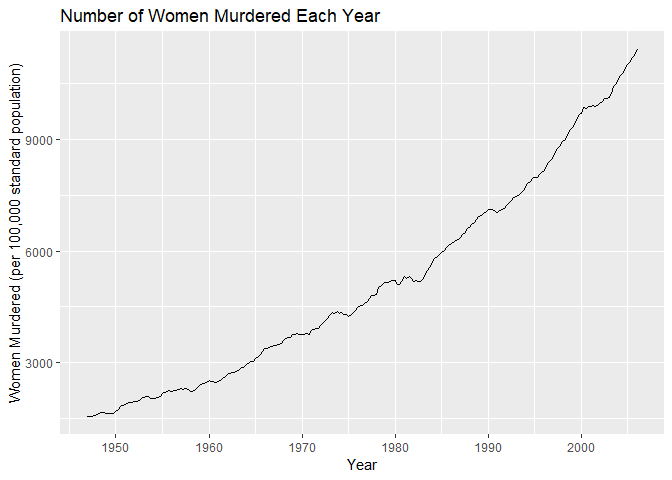 Number of Women Murdered Each Year
Women Murdered (per 100,000 standard population)
9000
6000
3000
1950 1960 1970 1980 1990 2000
Year